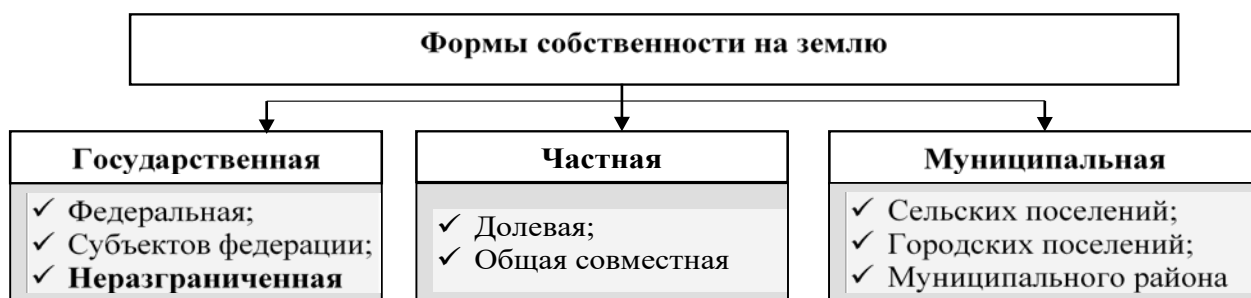 Формы собственности на землю
Государственная
✓ Федеральная;
✓ Субъектов федерации;
✓ Неразграниченная
Частная
✓ Долевая;
✓ Общая совместная
Муниципальная
✓ Сельских поселений;
✓ Городских поселений;
✓ Муниципального района